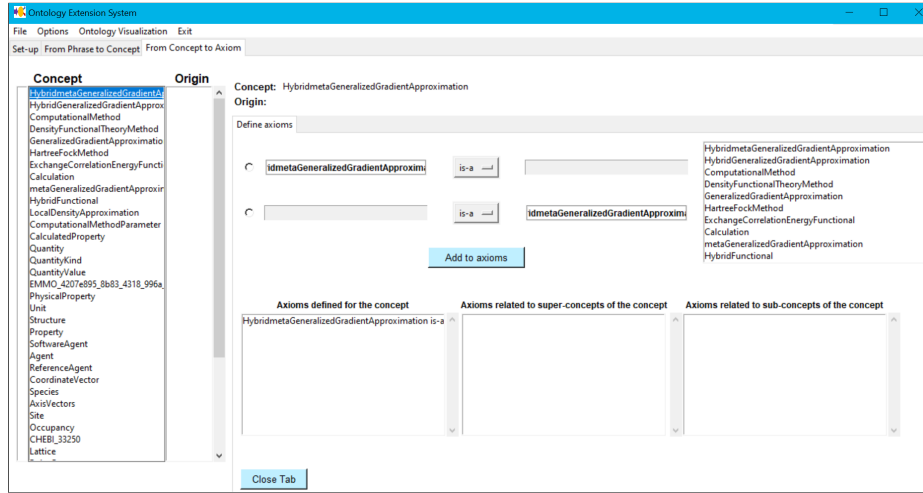 Ontology Extension System
File Options Ontology Visualization Exit
Set-up From Phrase to Concept From Concept to Axiom
Concept Origin
HybridmetaGeneralizedGradientAp
HybridGeneralizedGradientApprox
ComputationalMethod
DensityFunctionalTheoryMethod
GeneralizedGradientApproximatio
HartreeFockMethod
ExchangeCorrelationEnergyFuncti
Calculation
metaGeneralizedGradientApproxin
HybridFunctional
LocalDensityApproximation
ComputationalMethodParameter
CalculatedProperty
Quantity
QuantityKind
QuantityValue
EMMO_4207e895_8b83_4318_996a_
PhysicalProperty
Unit
Structure
Property
SoftwareAgent
Agent
ReferenceAgent
CoordinateVector
Species
AxisVectors
Site
Occupancy
CHEBI_33250
Lattice
Concept: HybridmetaGeneralizedGradientApproximation
Origin:
Define axioms
idmetaGeneralizedGradientApproxima is-a
is-a idmetaGeneralizedGradientApproxima
Add to axioms
HybridmetaGeneralizedGradientApproximation
HybridGeneralizedGradientApproximation
ComputationalMethod
DensityFunctionalTheoryMethod
GeneralizedGradientApproximation
HartreeFockMethod
ExchangeCorrelationEnergyFunctional
Calculation
metaGeneralizedGradientApproximation
HybridFunctional
Axioms defined for the concept Axioms related to super-concepts of the concept Axioms related to sub-concepts of the concept
HybridmetaGeneralizedGradientApproximation is-a
Close Tab